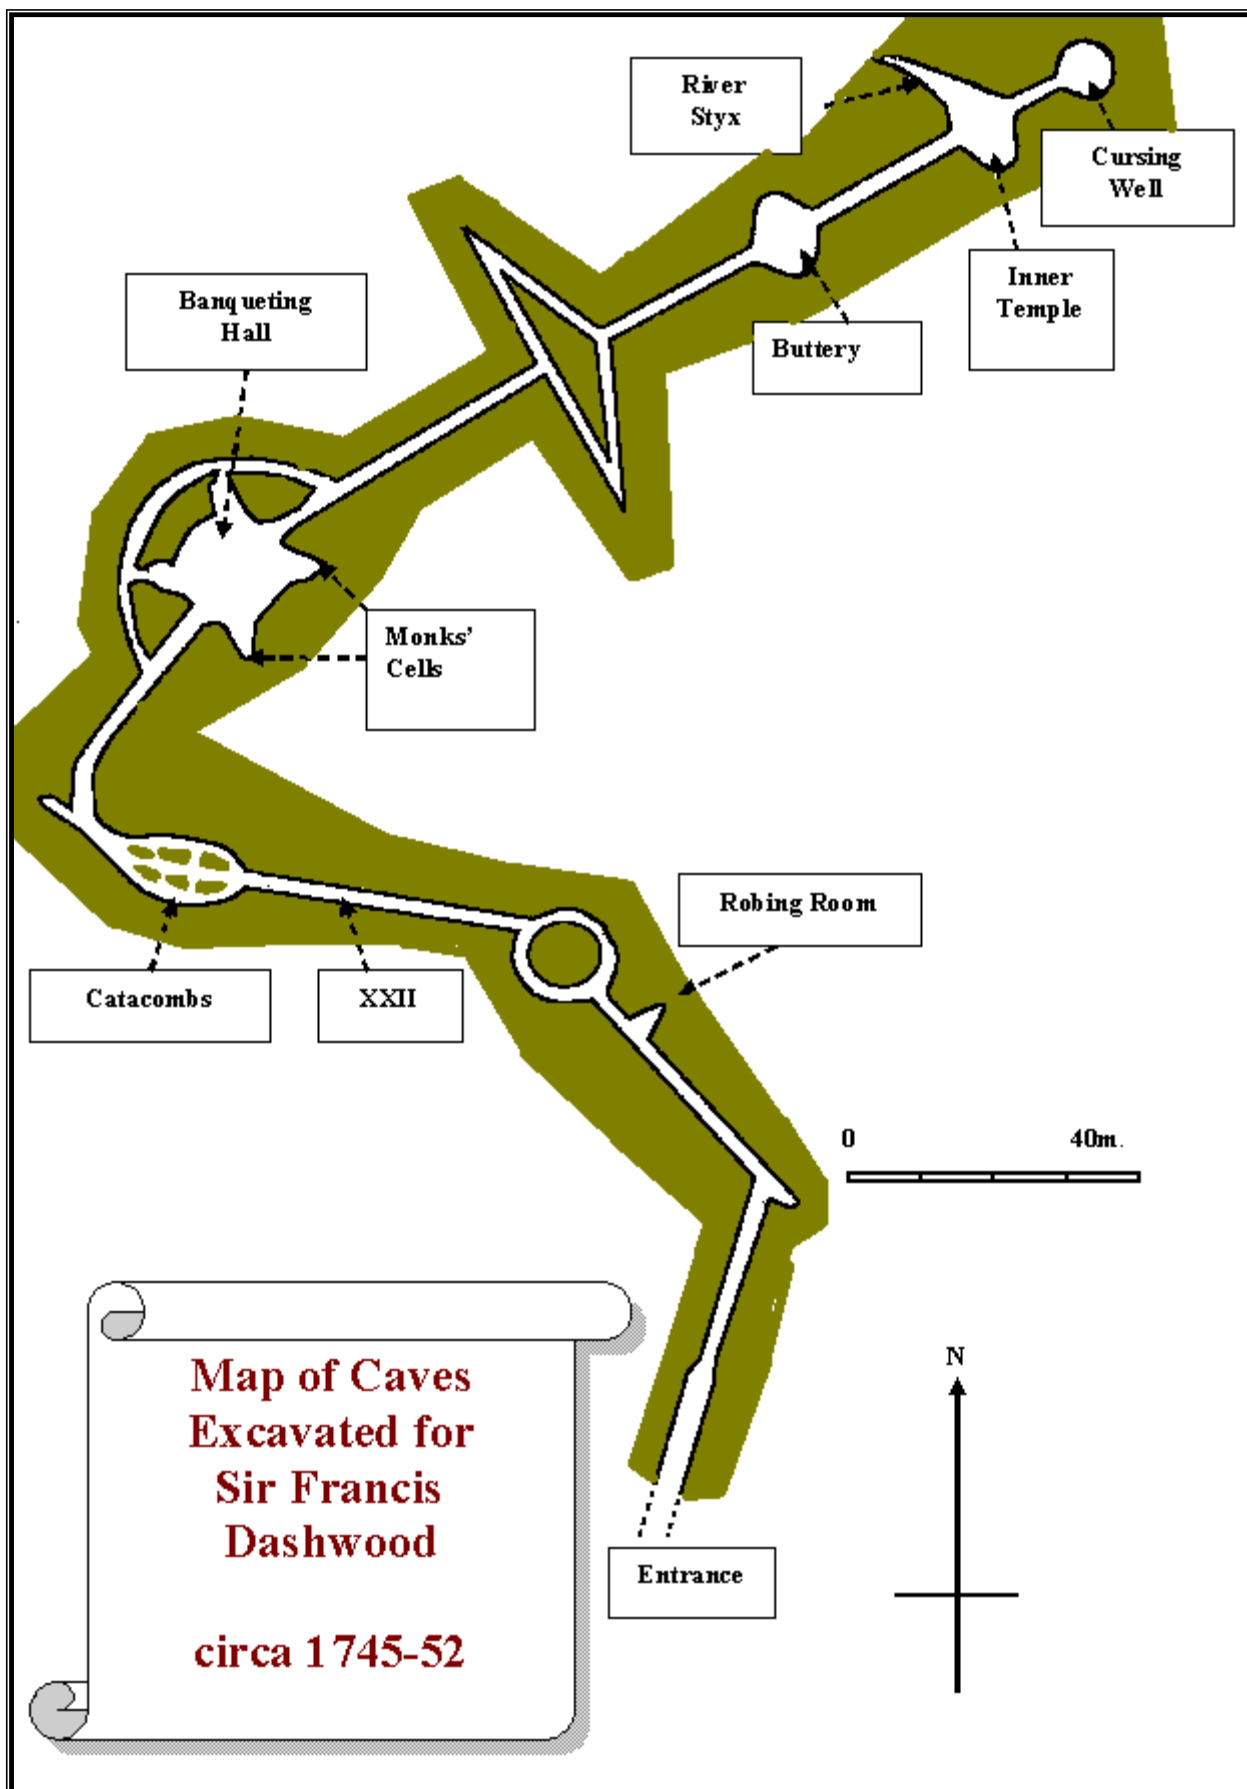 River
Styx
Cursing
Well
Inner
Temple
Buttery
Banqueting
Hall
Monks’
Cells
Robing Room
Catacombs
XXII
0 40m.
N
Map of Caves
Excavated for
Sir Francis
Dashwood
circa 1745-52
Entrance